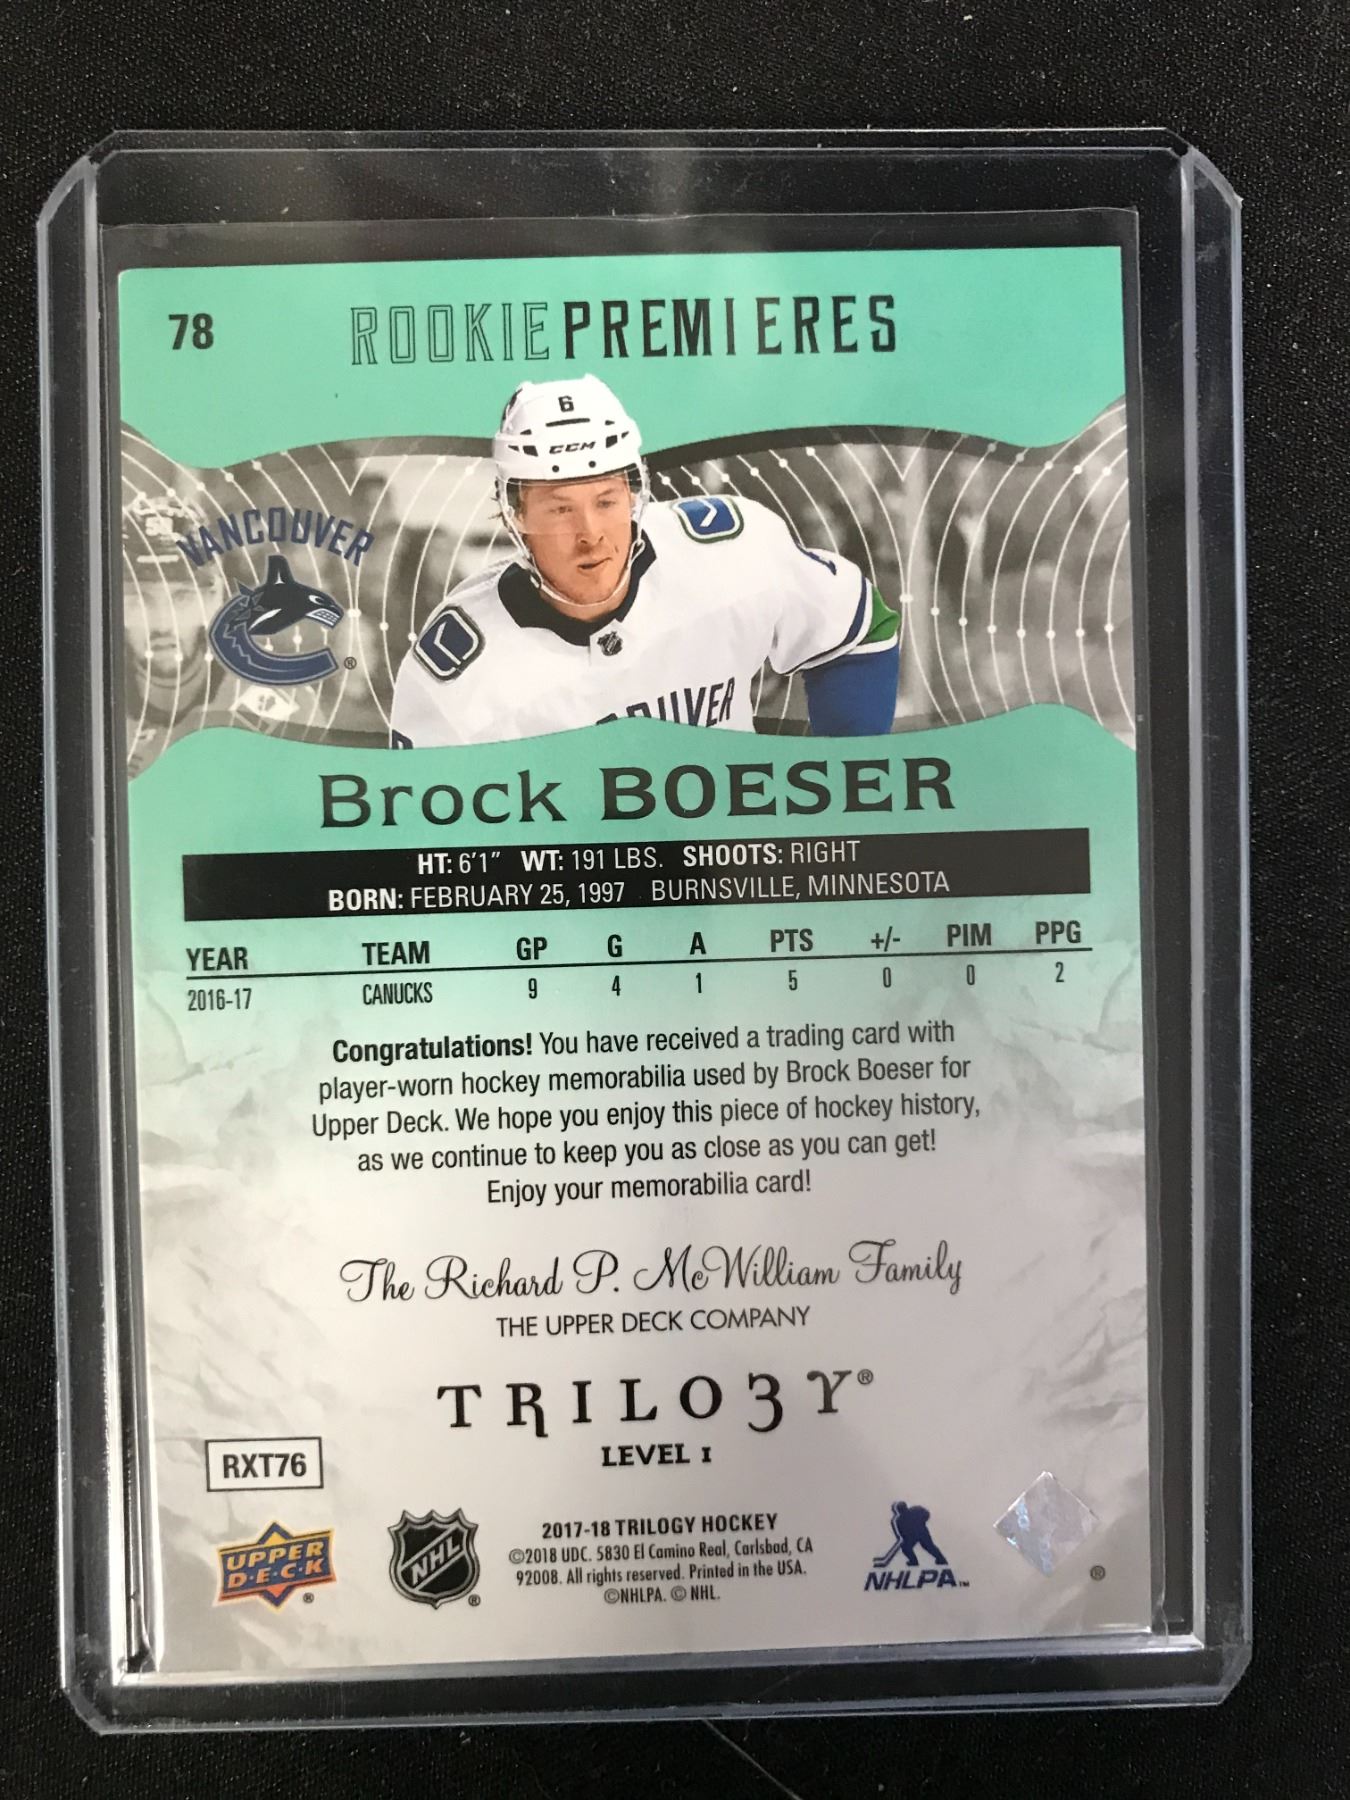 78
ROOKIE PREMIERES
6
CCM
VANCOUVER
Brock BOESER
HT: 6'1" WT: 191 LBS. SHOOTS: RIGHT
BORN: FEBRUARY 25, 1997 BURNSVILLE, MINNESOTA
YEAR TEAM GP G A PTS +/- PIM PPG
2016-17 CANUCKS 9 4 1 5 0 0 2
Congratulations! You have received a trading card with
player-worn hockey memorabilia used by Brock Boeser for
Upper Deck. We hope you enjoy this piece of hockey history,
as we continue to keep you as close as you can get!
Enjoy your memorabilia card!
The Richard P. McWilliam Family
THE UPPER DECK COMPANY
TRILO3Y®
LEVEL I
RXT76
UPPER
D·E·C·K
®
NHL
®
2017-18 TRILOGY HOCKEY
©2018 UDC. 5830 El Camino Real, Carlsbad, CA
92008. All rights reserved. Printed in the USA.
©NHLPA. © NHL.
NHLPA™
®